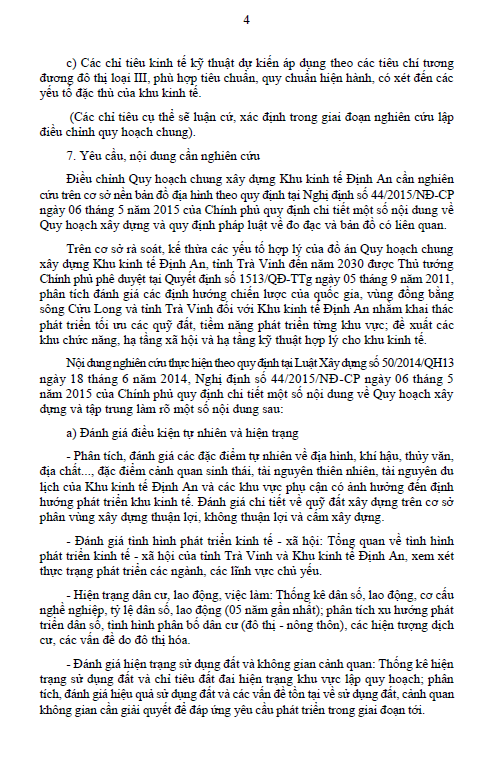 4
c) Các chỉ tiêu kinh tế kỹ thuật dự kiến áp dụng theo các tiêu chí tương
đương đô thị loại III, phù hợp tiêu chuẩn, quy chuẩn hiện hành, có xét đến các
yếu tố đặc thù của khu kinh tế.
(Các chỉ tiêu cụ thể sẽ luận cứ, xác định trong giai đoạn nghiên cứu lập
điều chỉnh quy hoạch chung).
7. Yêu cầu, nội dung cần nghiên cứu
Điều chỉnh Quy hoạch chung xây dựng Khu kinh tế Định An cần nghiên
cứu trên cơ sở nền bản đồ địa hình theo quy định tại Nghị định số 44/2015/NĐ-CP
ngày 06 tháng 5 năm 2015 của Chính phủ quy định chi tiết một số nội dung về
Quy hoạch xây dựng và quy định pháp luật về đo đạc và bản đồ có liên quan.
Trên cơ sở rà soát, kế thừa các yếu tố hợp lý của đồ án Quy hoạch chung
xây dựng Khu kinh tế Định An, tỉnh Trà Vinh đến năm 2030 được Thủ tướng
Chính phủ phê duyệt tại Quyết định số 1513/QĐ-TTg ngày 05 tháng 9 năm 2011,
phân tích đánh giá các định hướng chiến lược của quốc gia, vùng đồng bằng
sông Cửu Long và tỉnh Trà Vinh đối với Khu kinh tế Định An nhằm khai thác
phát triển tối ưu các quỹ đất, tiềm năng phát triển từng khu vực; đề xuất các
khu chức năng, hạ tầng xã hội và hạ tầng kỹ thuật hợp lý cho khu kinh tế.
Nội dung nghiên cứu thực hiện theo quy định tại Luật Xây dựng số 50/2014/QH13
ngày 18 tháng 6 năm 2014, Nghị định số 44/2015/NĐ-CP ngày 06 tháng 5
năm 2015 của Chính phủ quy định chi tiết một số nội dung về Quy hoạch xây dựng
và tập trung làm rõ một số nội dung sau:
a) Đánh giá điều kiện tự nhiên và hiện trạng
- Phân tích, đánh giá các đặc điểm tự nhiên về địa hình, khí hậu, thủy văn,
địa chất..., đặc điểm cảnh quan sinh thái, tài nguyên thiên nhiên, tài nguyên du
lịch của Khu kinh tế Định An và các khu vực phụ cận có ảnh hưởng đến định
hướng phát triển khu kinh tế. Đánh giá chi tiết về quỹ đất xây dựng trên cơ sở
phân vùng xây dựng thuận lợi, không thuận lợi và cấm xây dựng.
- Đánh giá tình hình phát triển kinh tế - xã hội: Tổng quan về tình hình
phát triển kinh tế - xã hội của tỉnh Trà Vinh và Khu kinh tế Định An, xem xét
thực trạng phát triển các ngành, các lĩnh vực chủ yếu.
- Hiện trạng dân cư, lao động, việc làm: Thống kê dân số, lao động, cơ cấu
nghề nghiệp, tỷ lệ dân số, lao động (05 năm gần nhất); phân tích xu hướng phát
triển dân số, tình hình phân bố dân cư (đô thị - nông thôn), các hiện tượng dịch
cư, các vấn đề do đô thị hóa.
- Đánh giá hiện trạng sử dụng đất và không gian cảnh quan: Thống kê hiện
trạng sử dụng đất và chỉ tiêu đất đai hiện trạng khu vực lập quy hoạch; phân
tích, đánh giá hiệu quả sử dụng đất và các vấn đề tồn tại về sử dụng đất, cảnh quan
không gian cần giải quyết để đáp ứng yêu cầu phát triển trong giai đoạn tới.